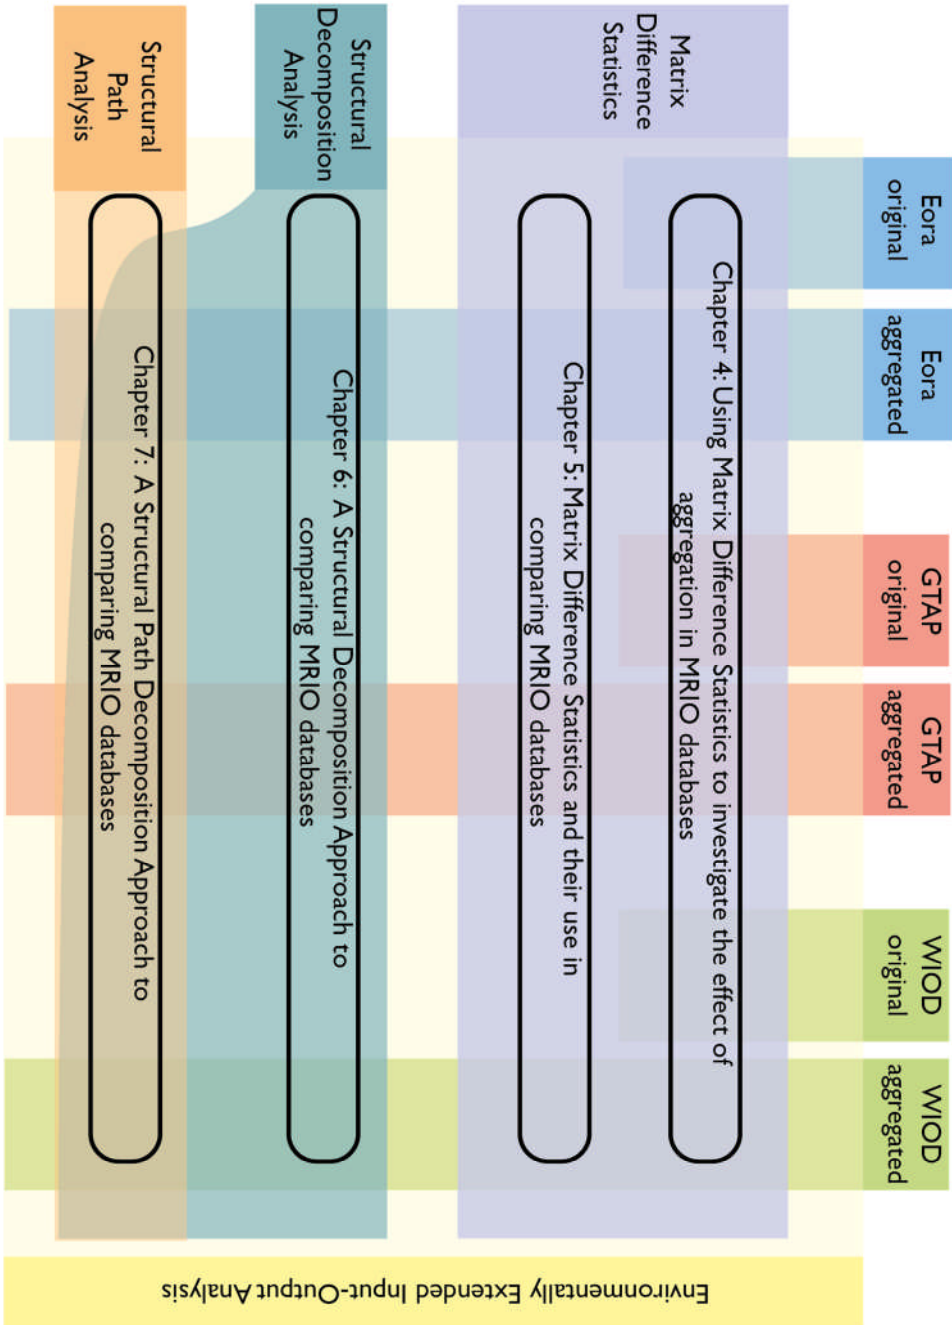 Eora
original
Eora
aggregated
GTAP
original
GTAP
aggregated
WIOD
original
WIOD
aggregated
Matrix
Difference
Statistics
Chapter 4: Using Matrix Difference Statistics to investigate the effect of
aggregation in MRIO databases
Chapter 5: Matrix Difference Statistics and their use in
comparing MRIO databases
Structural
Decomposition
Analysis
Chapter 6: A Structural Decomposition Approach to
comparing MRIO databases
Structural
Path
Analysis
Chapter 7: A Structural Path Decomposition Approach to
comparing MRIO databases
Environmentally Extended Input-Output Analysis